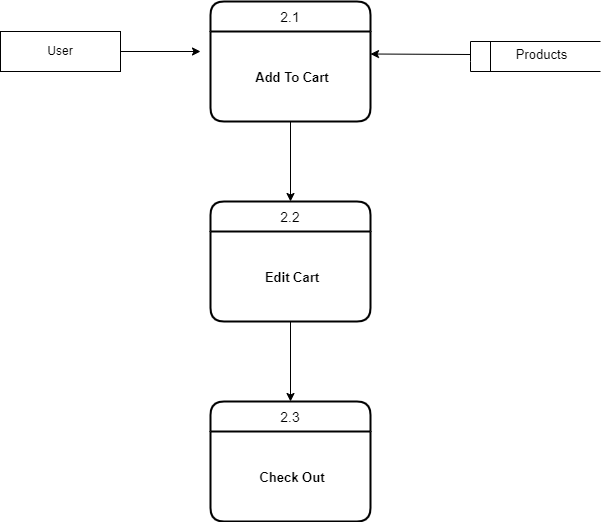 2.1
User
Products
Add To Cart
2.2
Edit Cart
2.3
Check Out